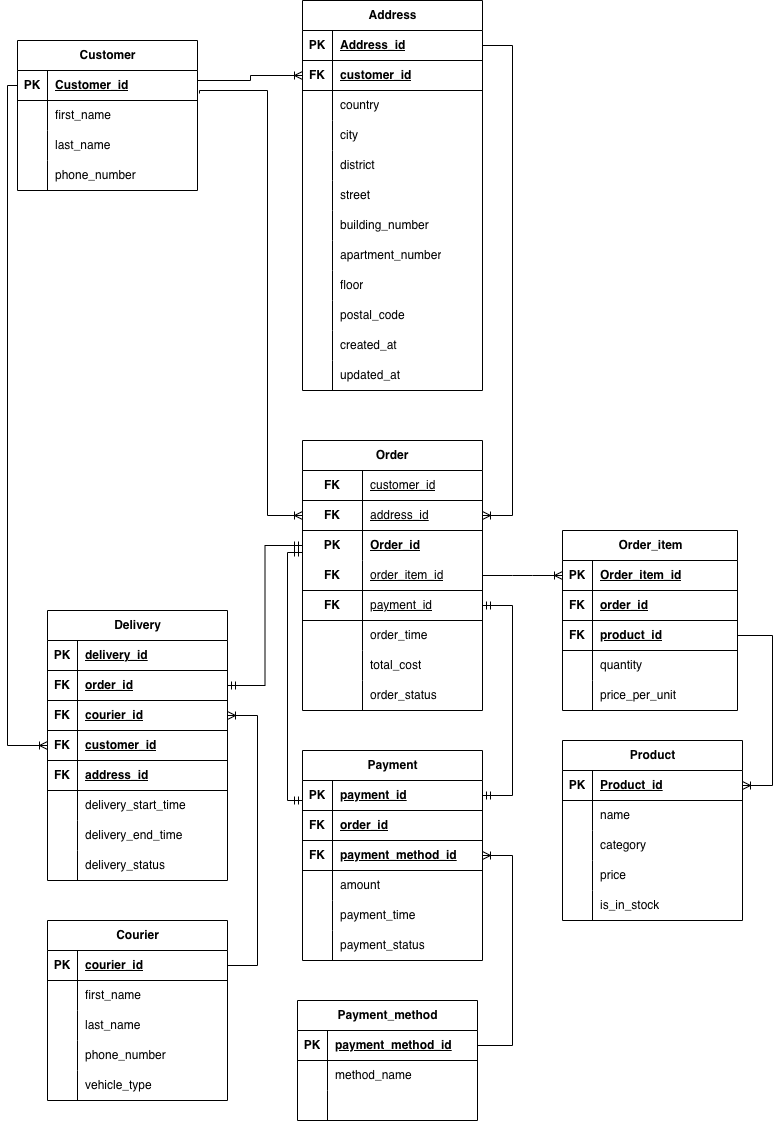 Address
PK Address_id
FK customer_id
country
city
district
street
building_number
apartment_number
floor
postal_code
created_at
updated_at
Customer
PK Customer_id
first_name
last_name
phone_number
Order
FK customer_id
FK address_id
PK Order_id
FK order_item_id
FK payment_id
order_time
total_cost
order_status
Order_item
PK Order_item_id
FK order_id
FK product_id
quantity
price_per_unit
Delivery
PK delivery_id
FK order_id
FK courier_id
FK customer_id
FK address_id
delivery_start_time
delivery_end_time
delivery_status
Payment
PK payment_id
FK order_id
FK payment_method_id
amount
payment_time
payment_status
Product
PK Product_id
name
category
price
is_in_stock
Courier
PK courier_id
first_name
last_name
phone_number
vehicle_type
Payment_method
PK payment_method_id
method_name